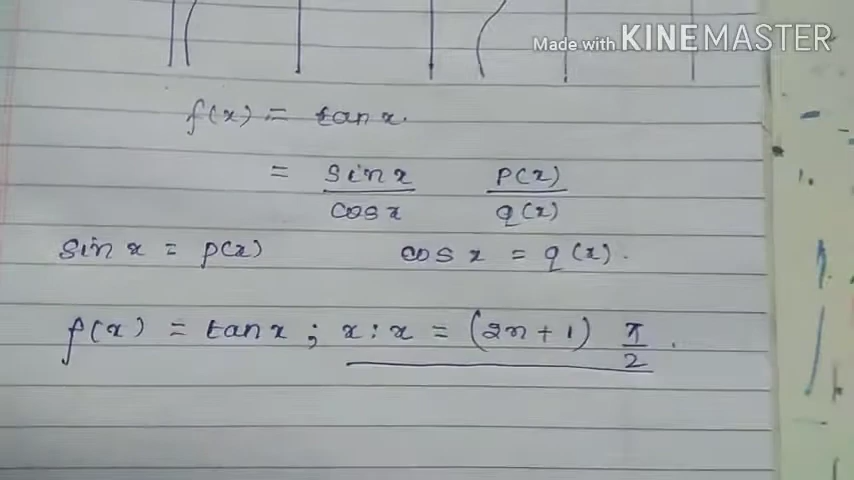 Made with KINEMASTER
f(x) = tan x.
= sin x / cos x    p(x) / q(x)
sin x = p(x)    cos x = q(x).
f(x) = tan x ; x : x = (2n + 1) π/2 .